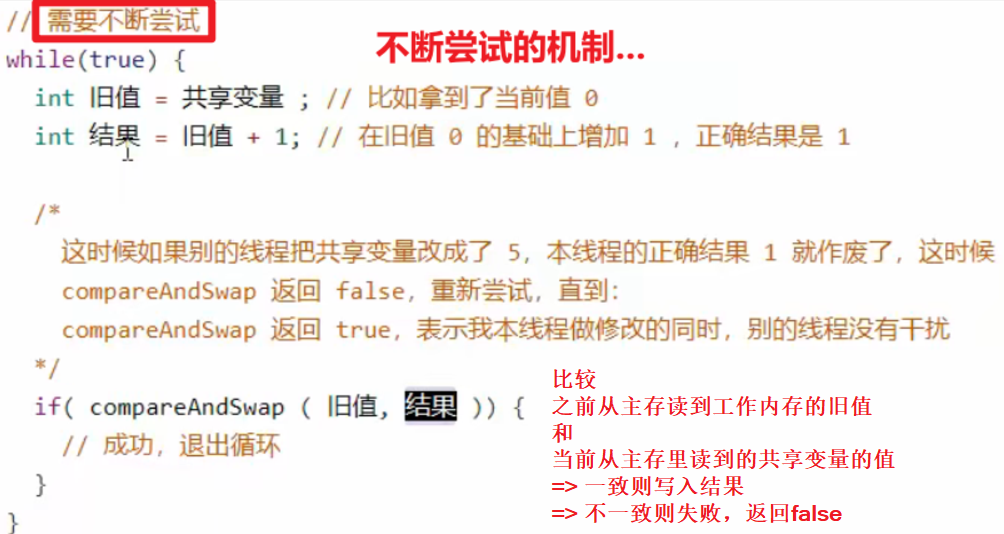 // 需要不断尝试
不断尝试的机制...
while(true) {
int 旧值 = 共享变量 ; // 比如拿到了当前值 0
int 结果 = 旧值 + 1; // 在旧值 0 的基础上增加 1 ，正确结果是 1
/*
这时候如果别的线程把共享变量改成了 5，本线程的正确结果 1 就作废了，这时候
compareAndSwap 返回 false，重新尝试，直到：
compareAndSwap 返回 true，表示我本线程做修改的同时，别的线程没有干扰
*/
if( compareAndSwap ( 旧值, 结果 )) {
// 成功，退出循环
}
}
比较
之前从主存读到工作内存的旧值
和
当前从主存里读到的共享变量的值
=> 一致则写入结果
=> 不一致则失败，返回false